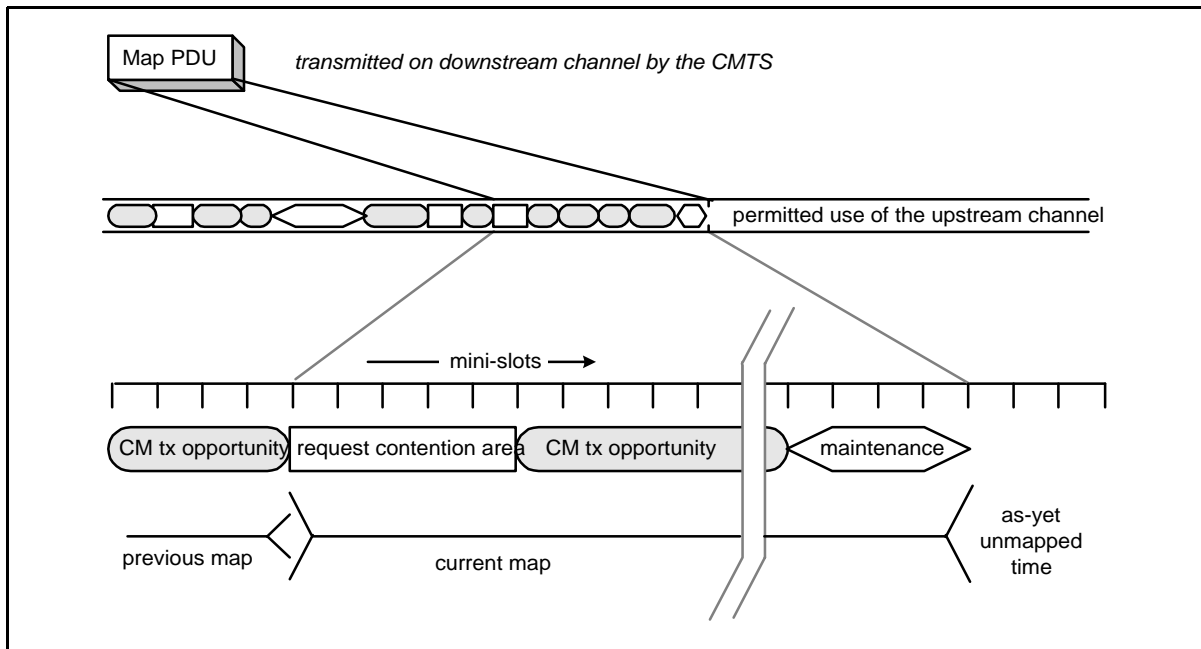 Map PDU
transmitted on downstream channel by the CMTS
permitted use of the upstream channel
mini-slots
CM tx opportunity
request contention area
CM tx opportunity
maintenance
previous map
current map
as-yet
unmapped
time